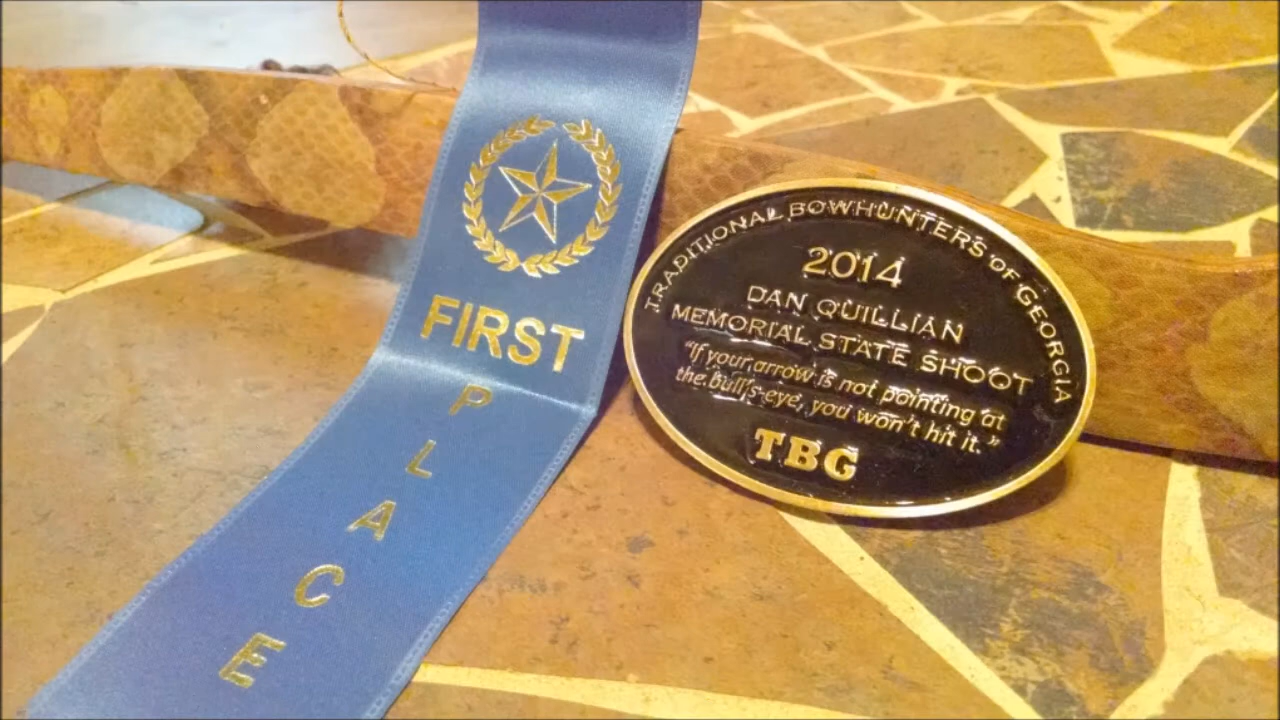 FIRST
PLACE
TRADITIONAL BOWHUNTERS OF GEORGIA
2014
DAN QUILLIAN
MEMORIAL STATE SHOOT
"If your arrow is not pointing at
the bull's-eye, you won't hit it."
TBG